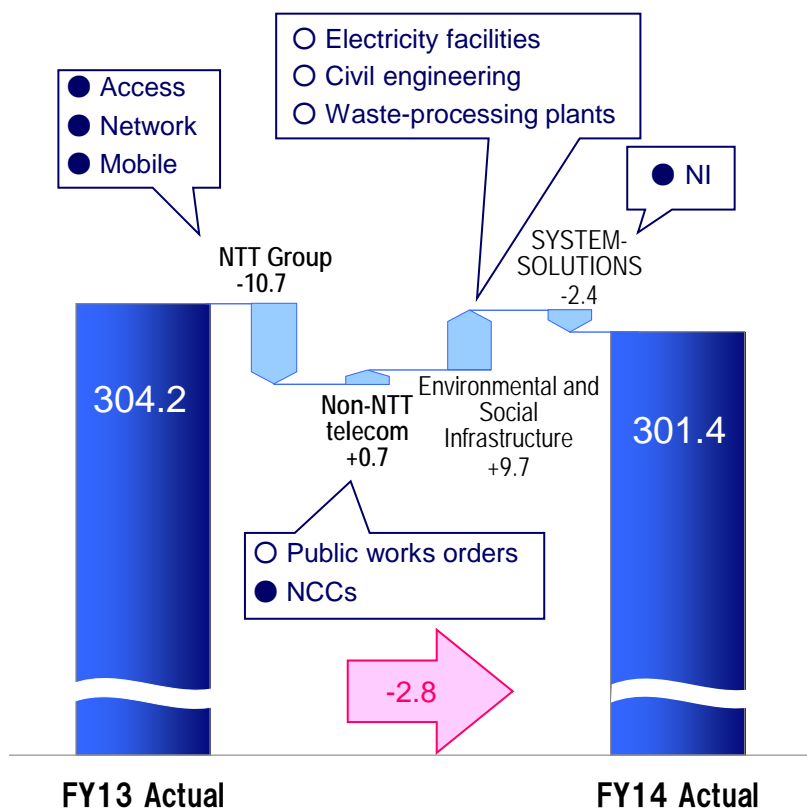 ○ Electricity facilities
○ Civil engineering
○ Waste-processing plants
● Access
● Network
● Mobile
● NI
NTT Group
-10.7
SYSTEM-
SOLUTIONS
-2.4
304.2
Non-NTT
telecom
+0.7
Environmental and
Social
Infrastructure
+9.7
301.4
○ Public works orders
● NCCs
-2.8
FY13 Actual
FY14 Actual